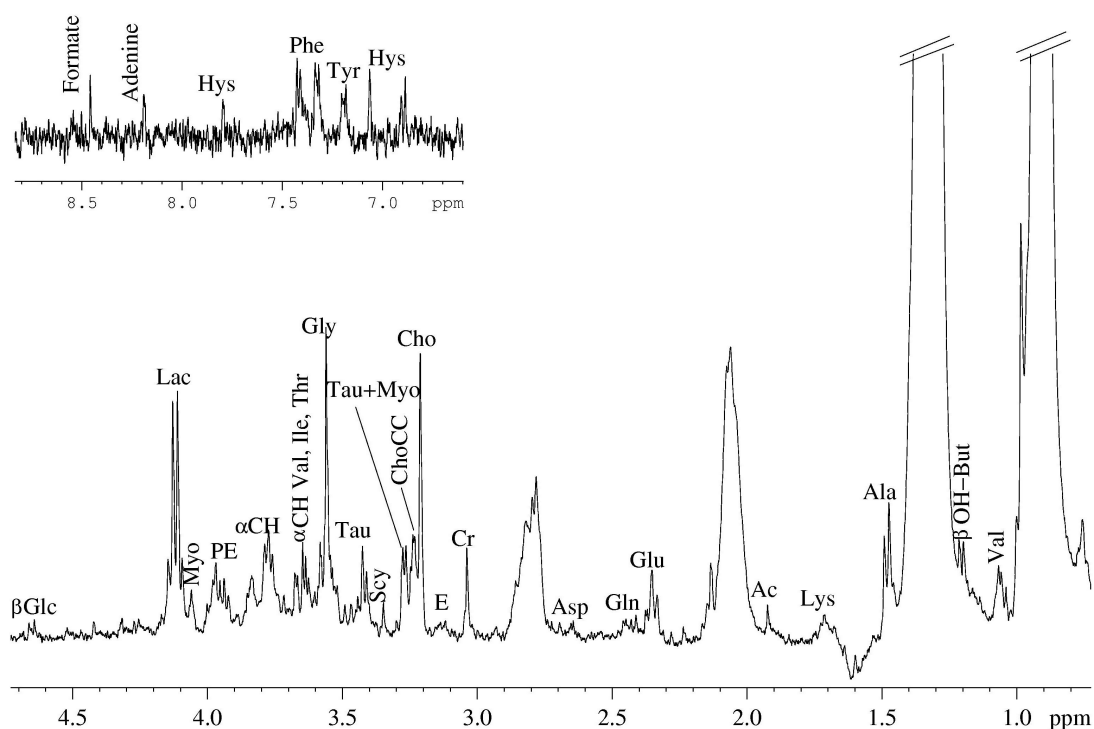 Formate
Adenine
Hys
Phe
Tyr
Hys
8.5 8.0 7.5 7.0 ppm
βGlc
Lac
Myo
PE
αCH
αCH Val, Ile, Thr
Gly
Tau
Scy
Tau+Myo
ChoCC
Cho
E
Cr
Asp
Gln
Glu
Ac
Lys
Ala
β OH−But
Val
4.5 4.0 3.5 3.0 2.5 2.0 1.5 1.0 ppm